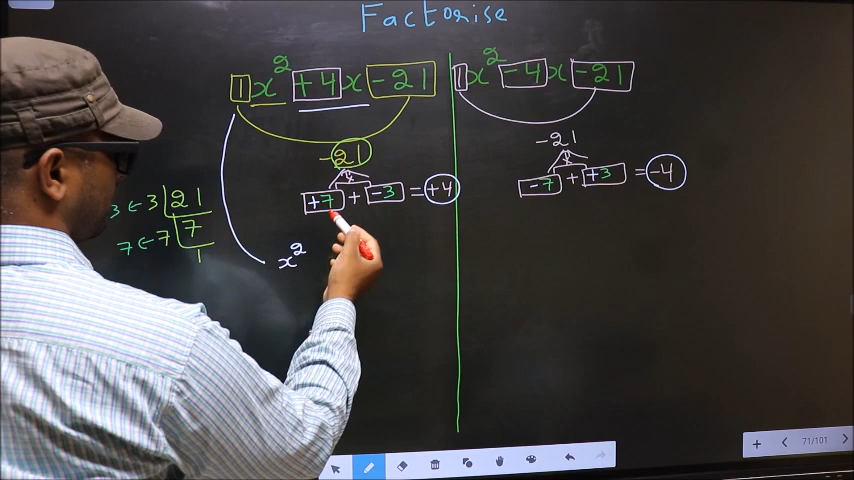 Factorise
1x² +4x -21
1x² -4x -21
-21
+7 + -3 = +4
-21
-7 + +3 = -4
3 ← 3 | 21
7 ← 7 | 7
1
x²
71/101